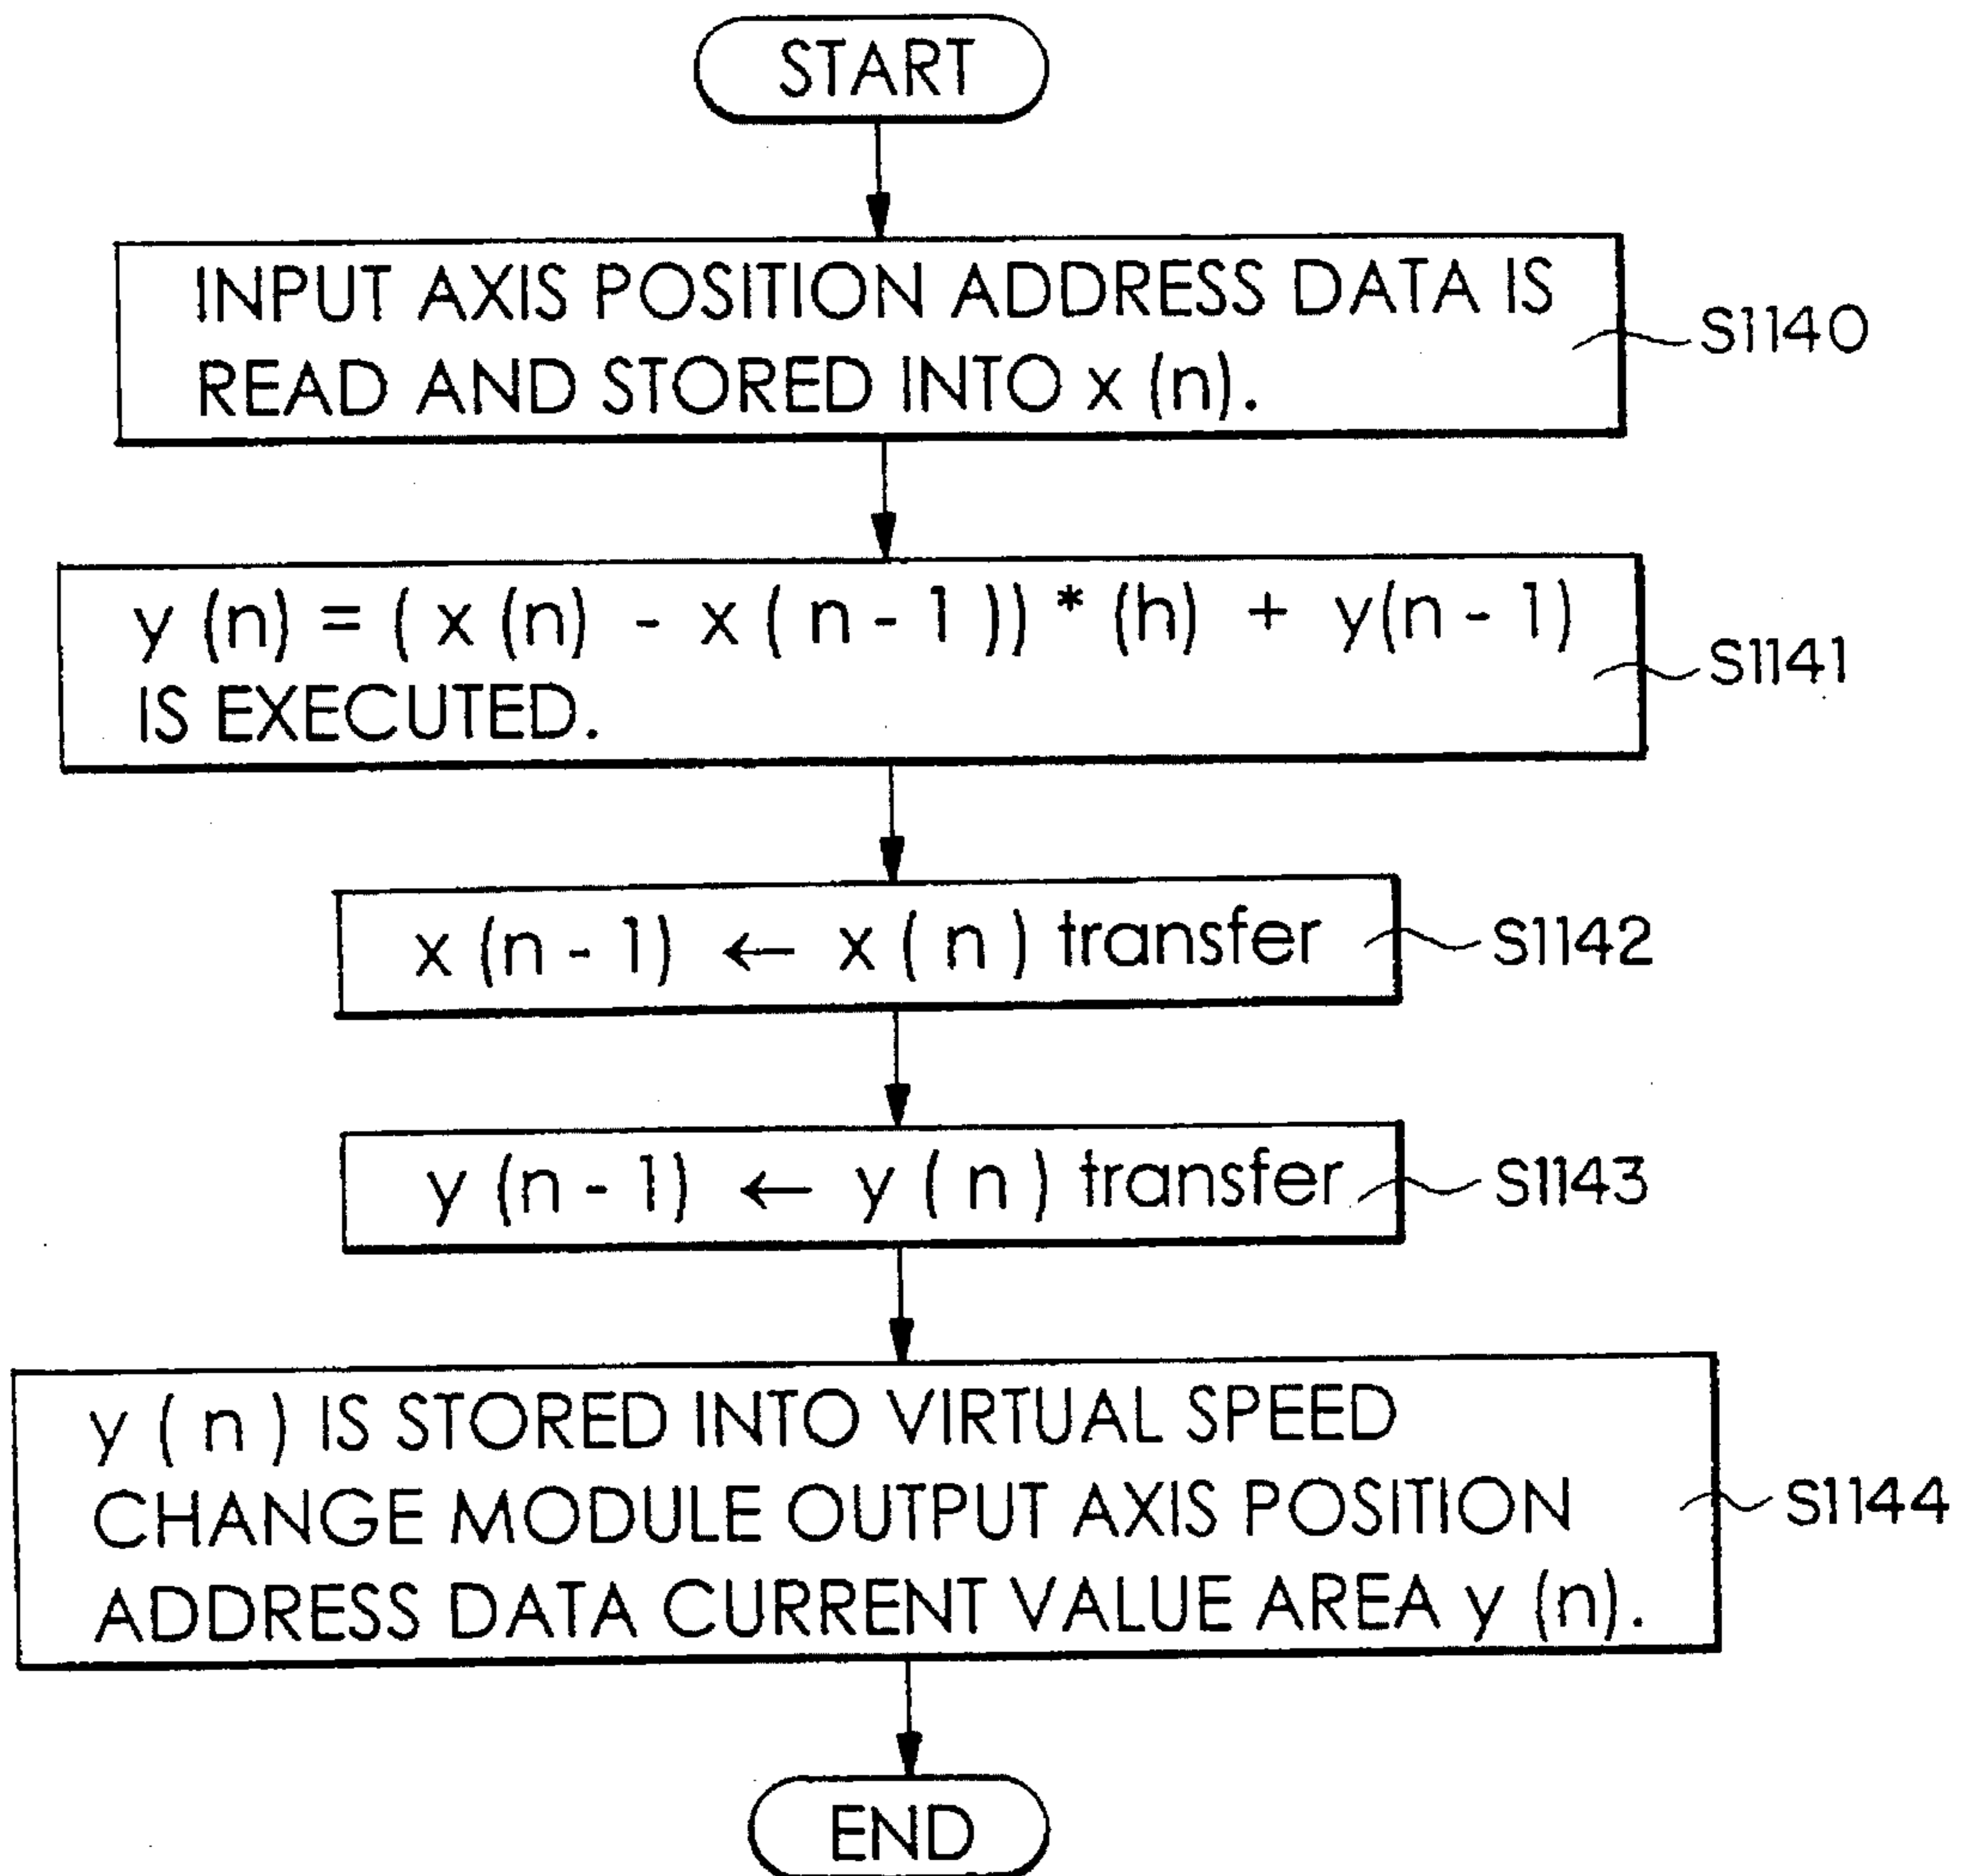 START
INPUT AXIS POSITION ADDRESS DATA IS
READ AND STORED INTO x (n).
S1140
y (n) = ( x (n) - x ( n - 1 )) * (h) + y(n - 1)
IS EXECUTED.
S1141
x (n - 1) ← x ( n ) transfer
S1142
y (n - 1) ← y ( n ) transfer
S1143
y ( n ) IS STORED INTO VIRTUAL SPEED
CHANGE MODULE OUTPUT AXIS POSITION
ADDRESS DATA CURRENT VALUE AREA y (n).
S1144
END